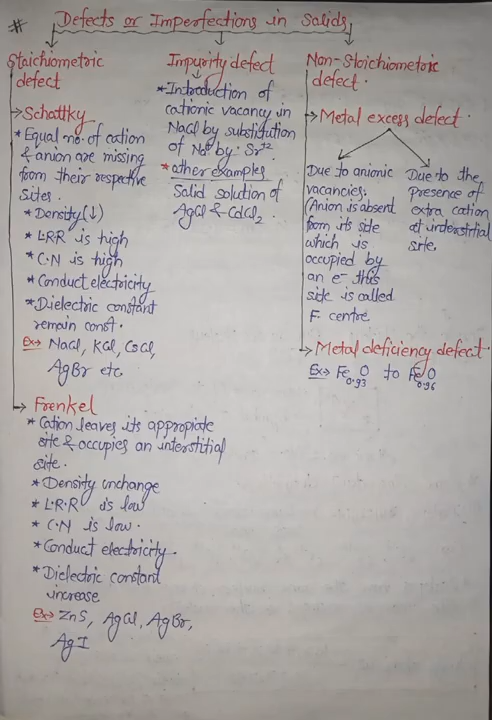 # Defects or Imperfections in Solids
Staichiometric
defect
→ Schattky
* Equal no. of cation
& anion are missing
from their respective
sites.
* Density(↓)
* L.R.R is high
* C.N is high
* Conduct electricity
* Dielectric constant
remain const.
Ex→ NaCl, KCl, CsCl,
AgBr etc.
→ Frenkel
* Cation leaves its appropiate
site & occupies an interstitial
site.
* Density unchange
* L.R.R is low
* C.N is low.
* Conduct electricity.
* Dielectric constant
increase
Ex→ ZnS, AgCl, AgBr,
AgI
Impurity defect
* Introduction of
cationic vacancy in
NaCl by substitution
of Na⁺ by Sr⁺²
* other examples
Solid solution of
AgCl & CdCl₂.
Non-Stoichiometric
defect.
→ Metal excess defect.
Due to anionic
vacancies.
(Anion is absent
from its side
which is
occupied by
an e⁻ this
site is called
F centre
Due to the
Presence of
extra cation
at interstitial
site.
→ Metal deficiency defect.
Ex→ Fe₀.₉₃O to Fe₀.₉₆O